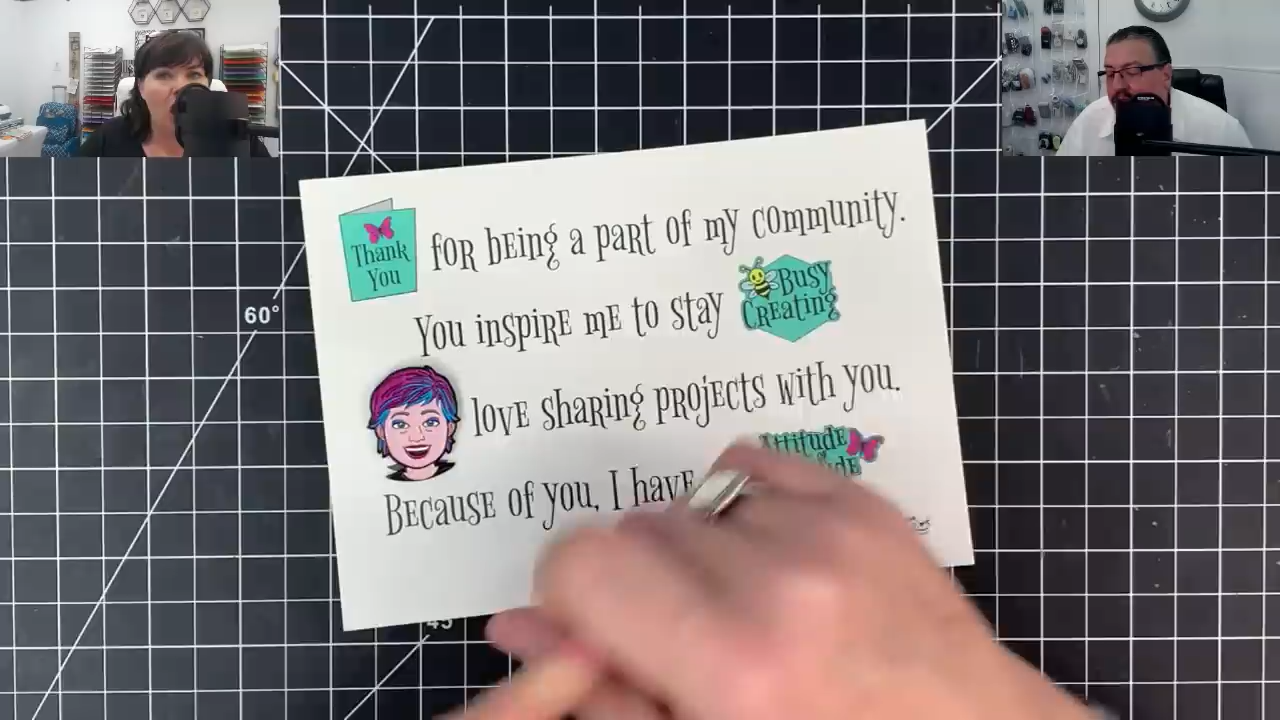 Thank You for being a part of my community.
You inspire me to stay Busy Creating
love sharing projects with you.
Attitude
Because of you, I have
60°
45